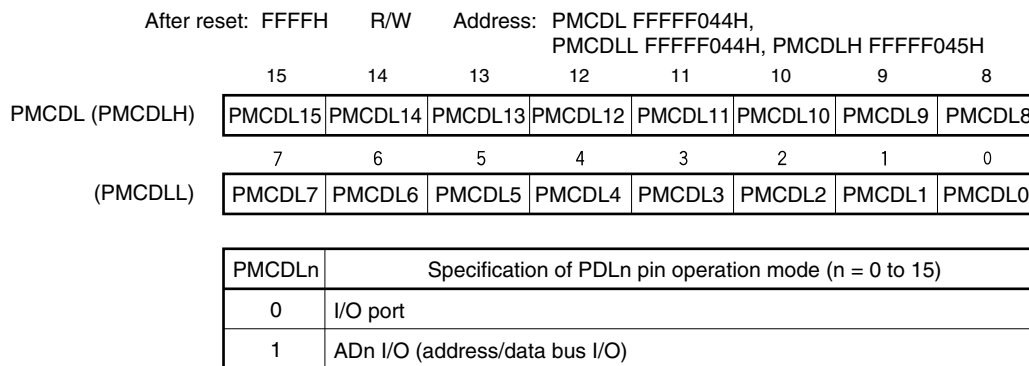 After reset: FFFFH R/W Address: PMCDL FFFFF044H,
PMCDLL FFFFF044H, PMCDLH FFFFF045H
15 14 13 12 11 10 9 8
PMCDL (PMCDLH) PMCDL15 PMCDL14 PMCDL13 PMCDL12 PMCDL11 PMCDL10 PMCDL9 PMCDL8
7 6 5 4 3 2 1 0
(PMCDLL) PMCDL7 PMCDL6 PMCDL5 PMCDL4 PMCDL3 PMCDL2 PMCDL1 PMCDL0
PMCDLn Specification of PDLn pin operation mode (n = 0 to 15)
0 I/O port
1 ADn I/O (address/data bus I/O)